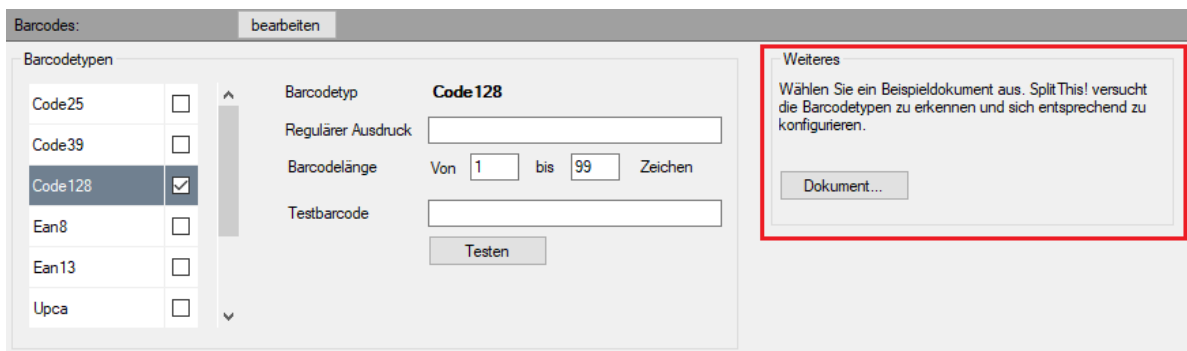 Barcodes: bearbeiten
Barcodetypen
Code25
Code39
Code128
Ean8
Ean13
Upca
Barcodetyp Code128
Regulärer Ausdruck
Barcodelänge Von 1 bis 99 Zeichen
Testbarcode
Testen
Weiteres
Wählen Sie ein Beispieldokument aus. SplitThis! versucht
die Barcodetypen zu erkennen und sich entsprechend zu
konfigurieren.
Dokument...